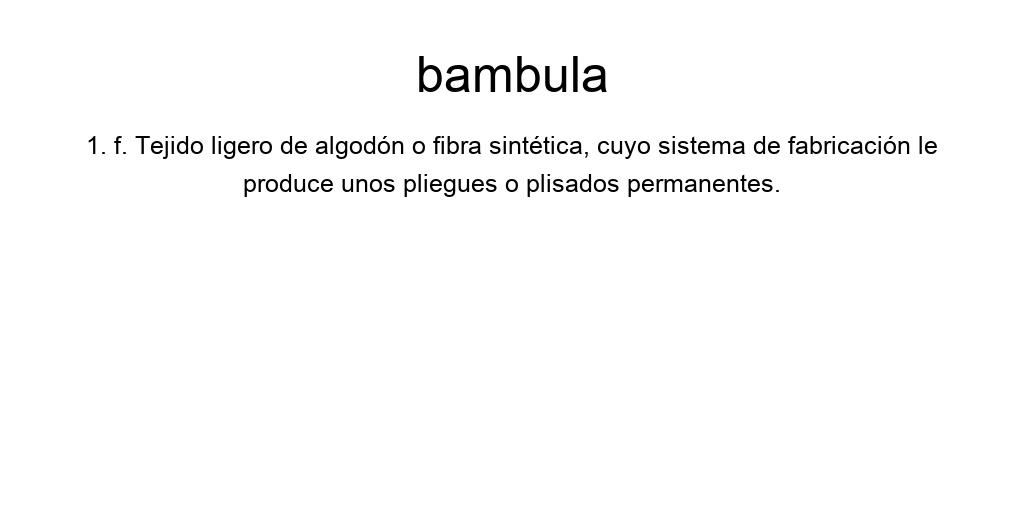 bambula
1. f. Tejido ligero de algodón o fibra sintética, cuyo sistema de fabricación le
produce unos pliegues o plisados permanentes.